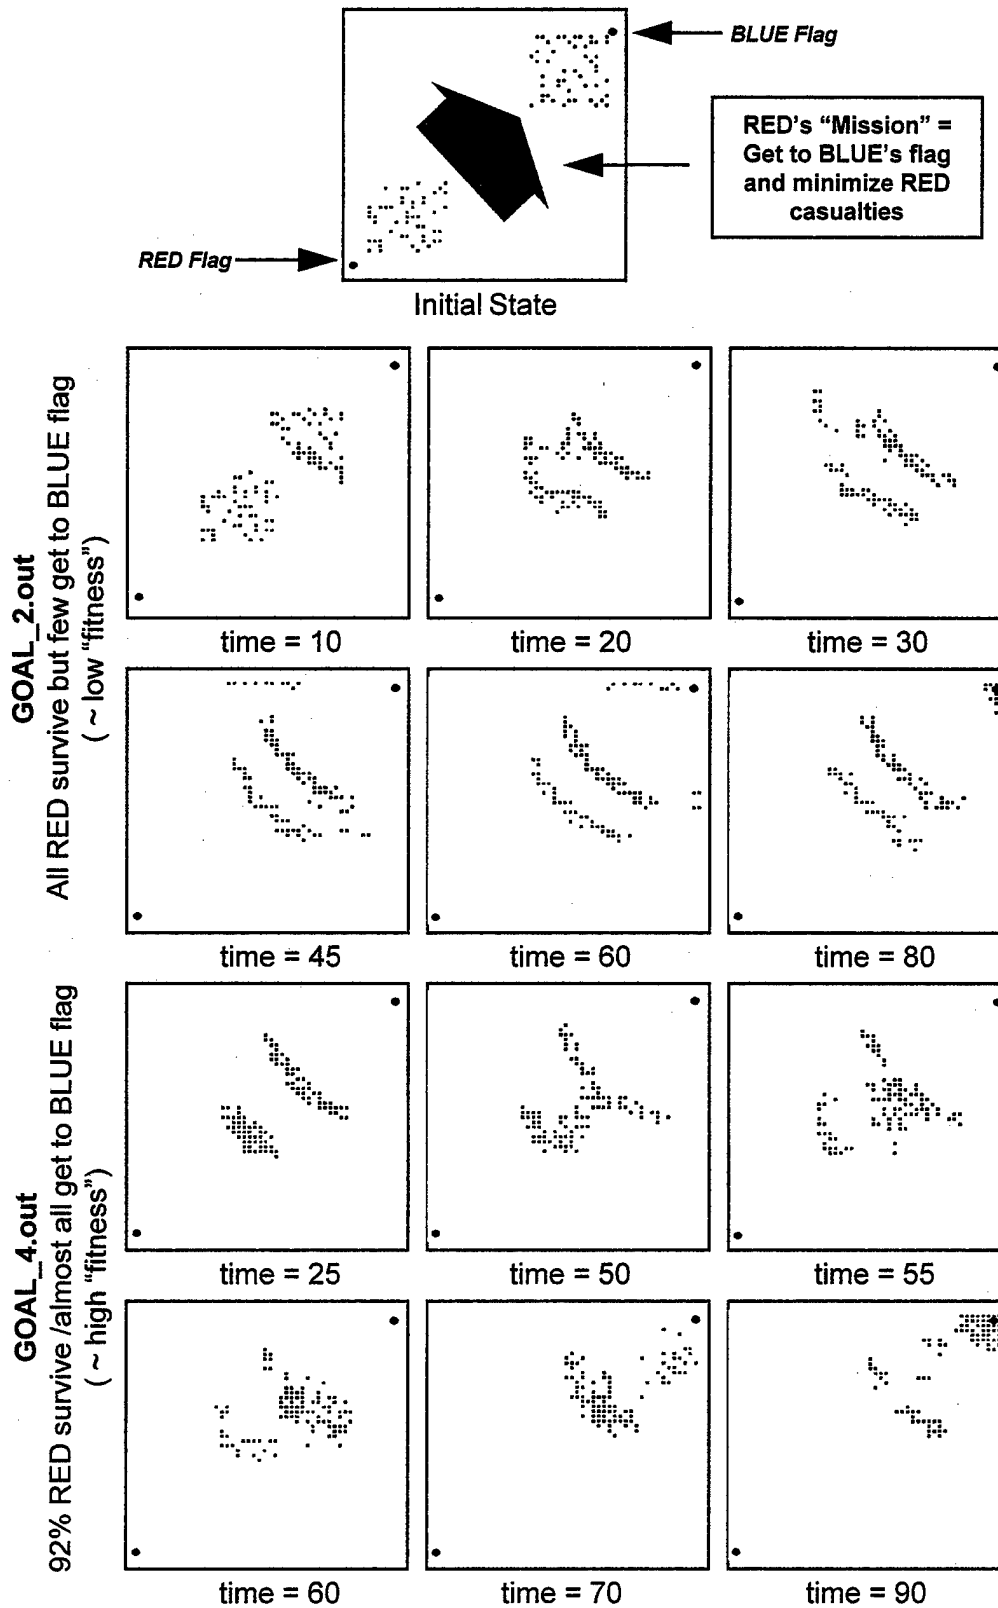 BLUE Flag
RED's “Mission” =
Get to BLUE's flag
and minimize RED
casualties
RED Flag
Initial State
GOAL_2.out
All RED survive but few get to BLUE flag
( ~ low “fitness”)
time = 10
time = 20
time = 30
time = 45
time = 60
time = 80
GOAL_4.out
92% RED survive /almost all get to BLUE flag
( ~ high “fitness”)
time = 25
time = 50
time = 55
time = 60
time = 70
time = 90